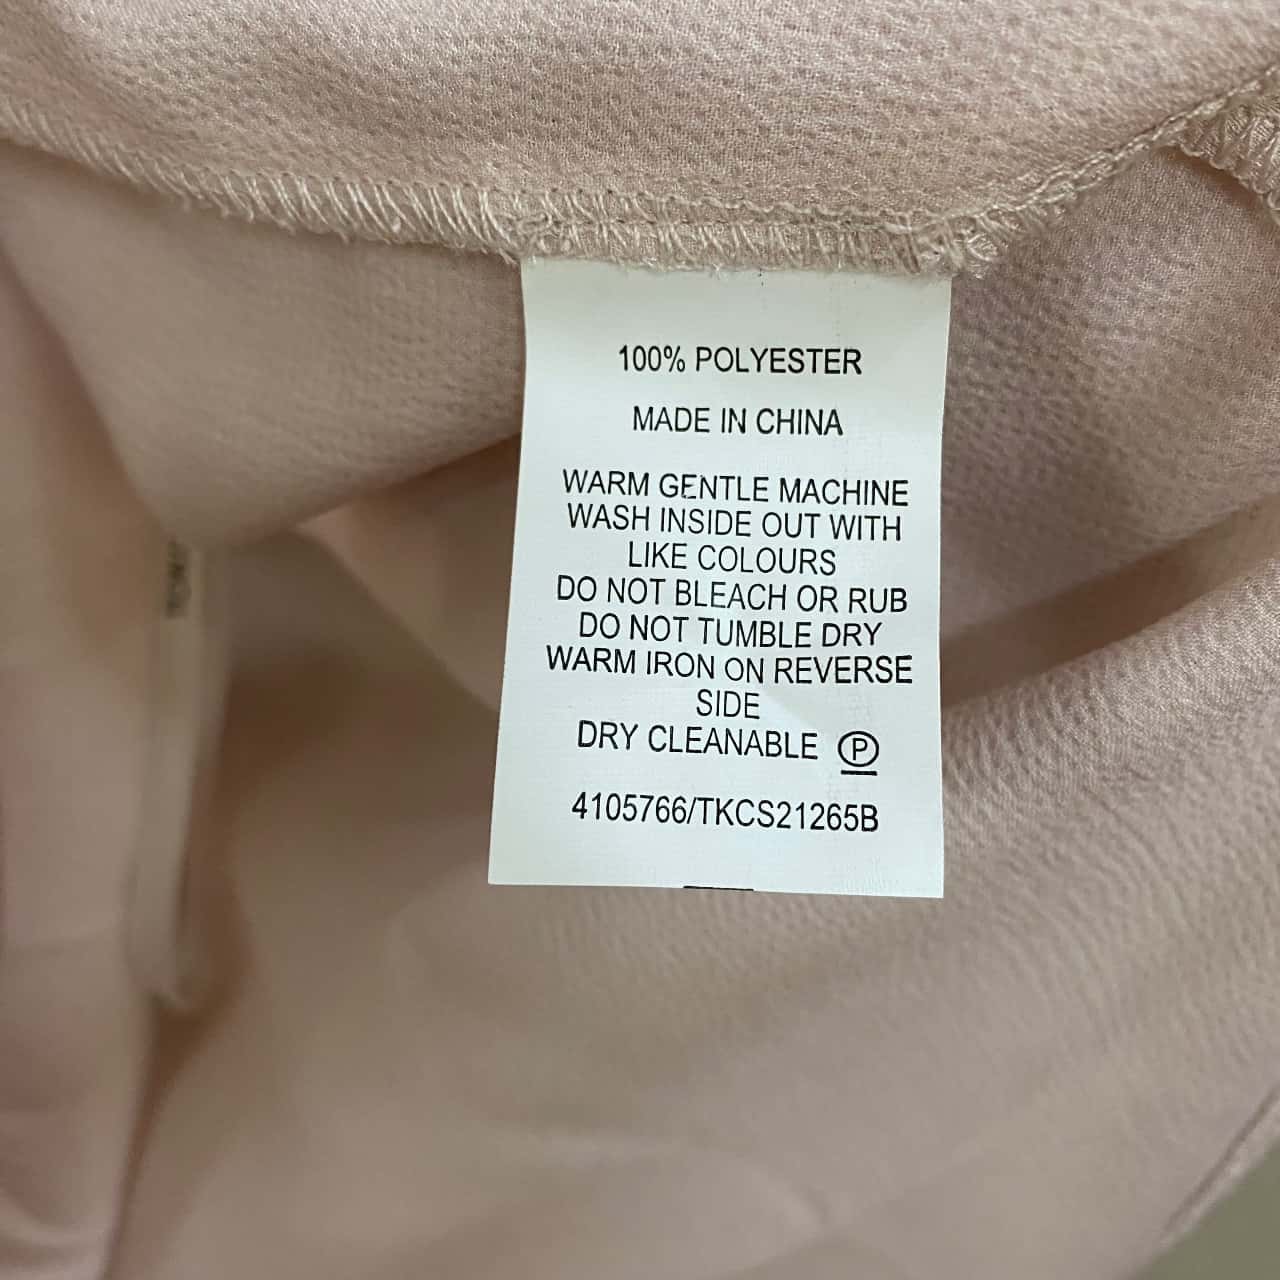 100% POLYESTER
MADE IN CHINA
WARM GENTLE MACHINE
WASH INSIDE OUT WITH
LIKE COLOURS
DO NOT BLEACH OR RUB
DO NOT TUMBLE DRY
WARM IRON ON REVERSE
SIDE
DRY CLEANABLE P
4105766/TKCS21265B